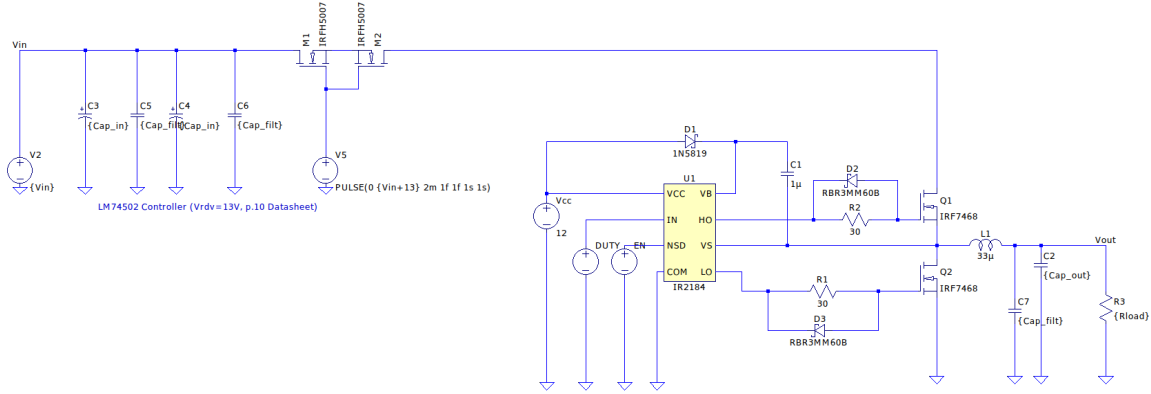 Vin
M1
IRFH5007
IRFH5007
M2
C3
{Cap_in}
C5
{Cap_filt}
C4
{Cap_in}
C6
{Cap_filt}
V2
{Vin}
V5
PULSE(0 {Vin+13} 2m 1f 1f 1s 1s)
LM74502 Controller (Vrdv=13V, p.10 Datasheet)
D1
1N5819
C1
1µ
U1
VCC
VB
IN
HO
NSD
VS
COM
LO
IR2184
Vcc
12
DUTY
EN
D2
RBR3MM60B
R2
30
Q1
IRF7468
R1
30
D3
RBR3MM60B
Q2
IRF7468
L1
33µ
Vout
C2
{Cap_out}
C7
{Cap_filt}
R3
{Rload}